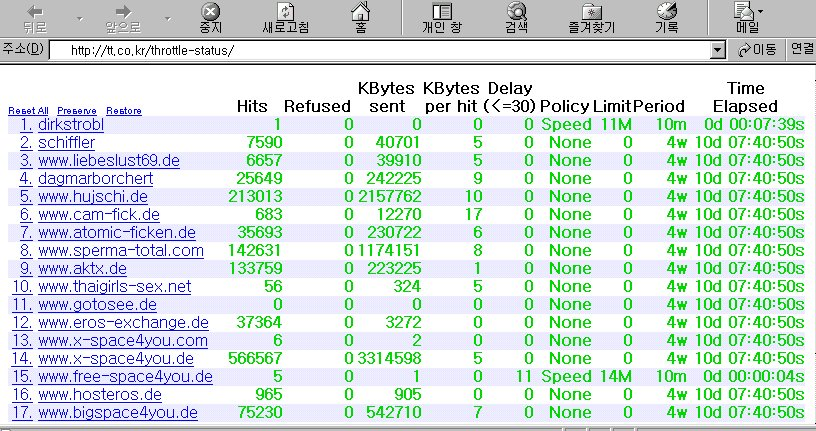 뒤로 앞으로 중지 새로고침 홈 개인 창 검색 즐겨찾기 기록 메일
주소(D) http://tt.co.kr/throttle-status/ 이동 연결
KBytes KBytes Delay Time
Reset All Preserve Restore Hits Refused sent per hit (<=30) Policy Limit Period Elapsed
1. dirkstrobl 1 0 0 0 0 Speed 11M 10m 0d 00:07:39s
2. schiffler 7590 0 40701 5 0 None 0 4w 10d 07:40:50s
3. www.liebeslust69.de 6657 0 39910 5 0 None 0 4w 10d 07:40:50s
4. dagmarborchert 25649 0 242225 9 0 None 0 4w 10d 07:40:50s
5. www.hujschi.de 213013 0 2157762 10 0 None 0 4w 10d 07:40:50s
6. www.cam-fick.de 683 0 12270 17 0 None 0 4w 10d 07:40:50s
7. www.atomic-ficken.de 35693 0 230722 6 0 None 0 4w 10d 07:40:50s
8. www.sperma-total.com 142631 0 1174151 8 0 None 0 4w 10d 07:40:50s
9. www.aktx.de 133759 0 223225 1 0 None 0 4w 10d 07:40:50s
10. www.thaigirls-sex.net 56 0 324 5 0 None 0 4w 10d 07:40:50s
11. www.gotosee.de 0 0 0 0 0 None 0 4w 10d 07:40:50s
12. www.eros-exchange.de 37364 0 3272 0 0 None 0 4w 10d 07:40:50s
13. www.x-space4you.com 6 0 2 0 0 None 0 4w 10d 07:40:50s
14. www.x-space4you.de 566567 0 3314598 5 0 None 0 4w 10d 07:40:50s
15. www.free-space4you.de 5 0 1 0 11 Speed 14M 10m 0d 00:00:04s
16. www.hosteros.de 965 0 905 0 0 None 0 4w 10d 07:40:50s
17. www.bigspace4you.de 75230 0 542710 7 0 None 0 4w 10d 07:40:50s